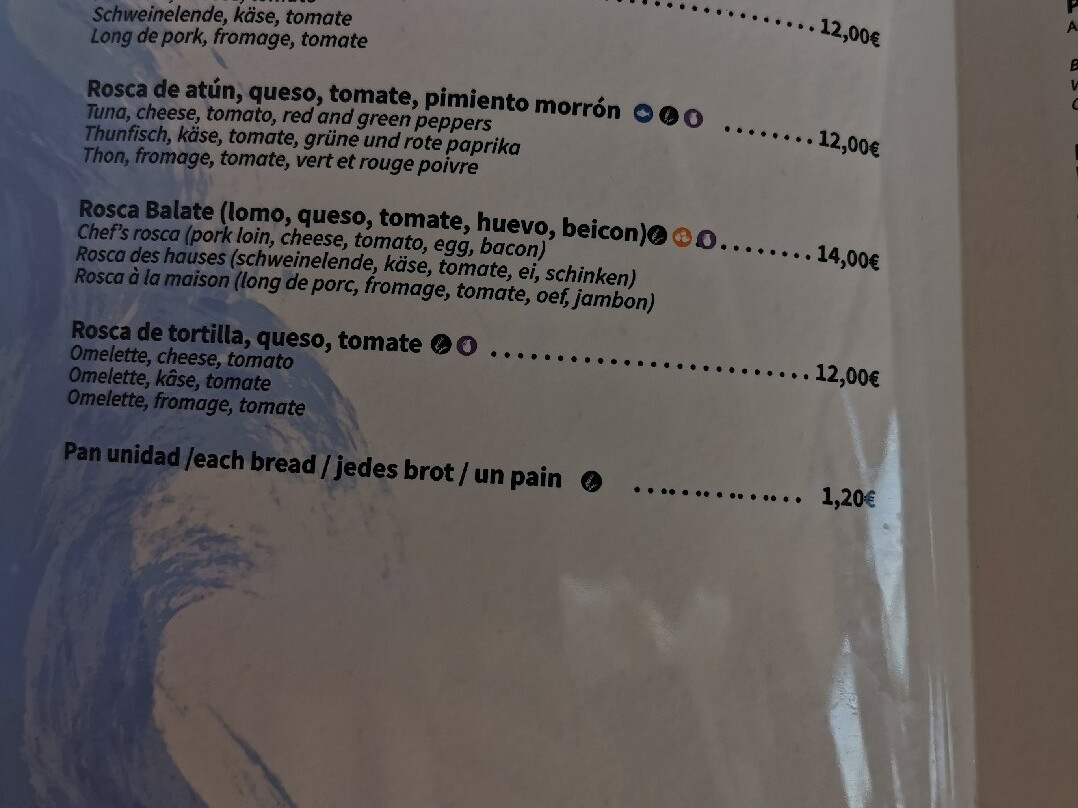 Schweinelende, käse, tomate
Long de pork, fromage, tomate ..............12,00€
Rosca de atún, queso, tomate, pimiento morrón ........12,00€
Tuna, cheese, tomato, red and green peppers
Thunfisch, käse, tomate, grüne und rote paprika
Thon, fromage, tomate, vert et rouge poivre
Rosca Balate (lomo, queso, tomate, huevo, beicon) ........14,00€
Chef's rosca (pork loin, cheese, tomato, egg, bacon)
Rosca des hauses (schweinelende, käse, tomate, ei, schinken)
Rosca à la maison (long de porc, fromage, tomate, oef, jambon)
Rosca de tortilla, queso, tomate ............................12,00€
Omelette, cheese, tomato
Omelette, kâse, tomate
Omelette, fromage, tomate
Pan unidad /each bread / jedes brot / un pain .............. 1,20€